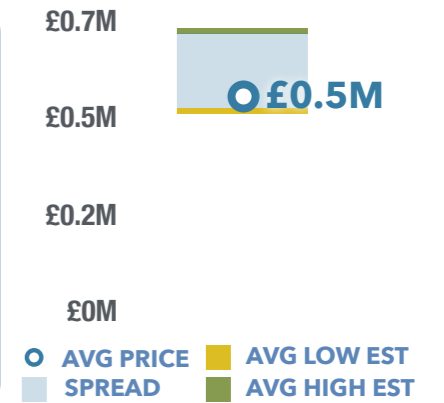 £0.7M
£0.5M
£0.5M
£0.2M
£0M
AVG PRICE AVG LOW EST
SPREAD AVG HIGH EST